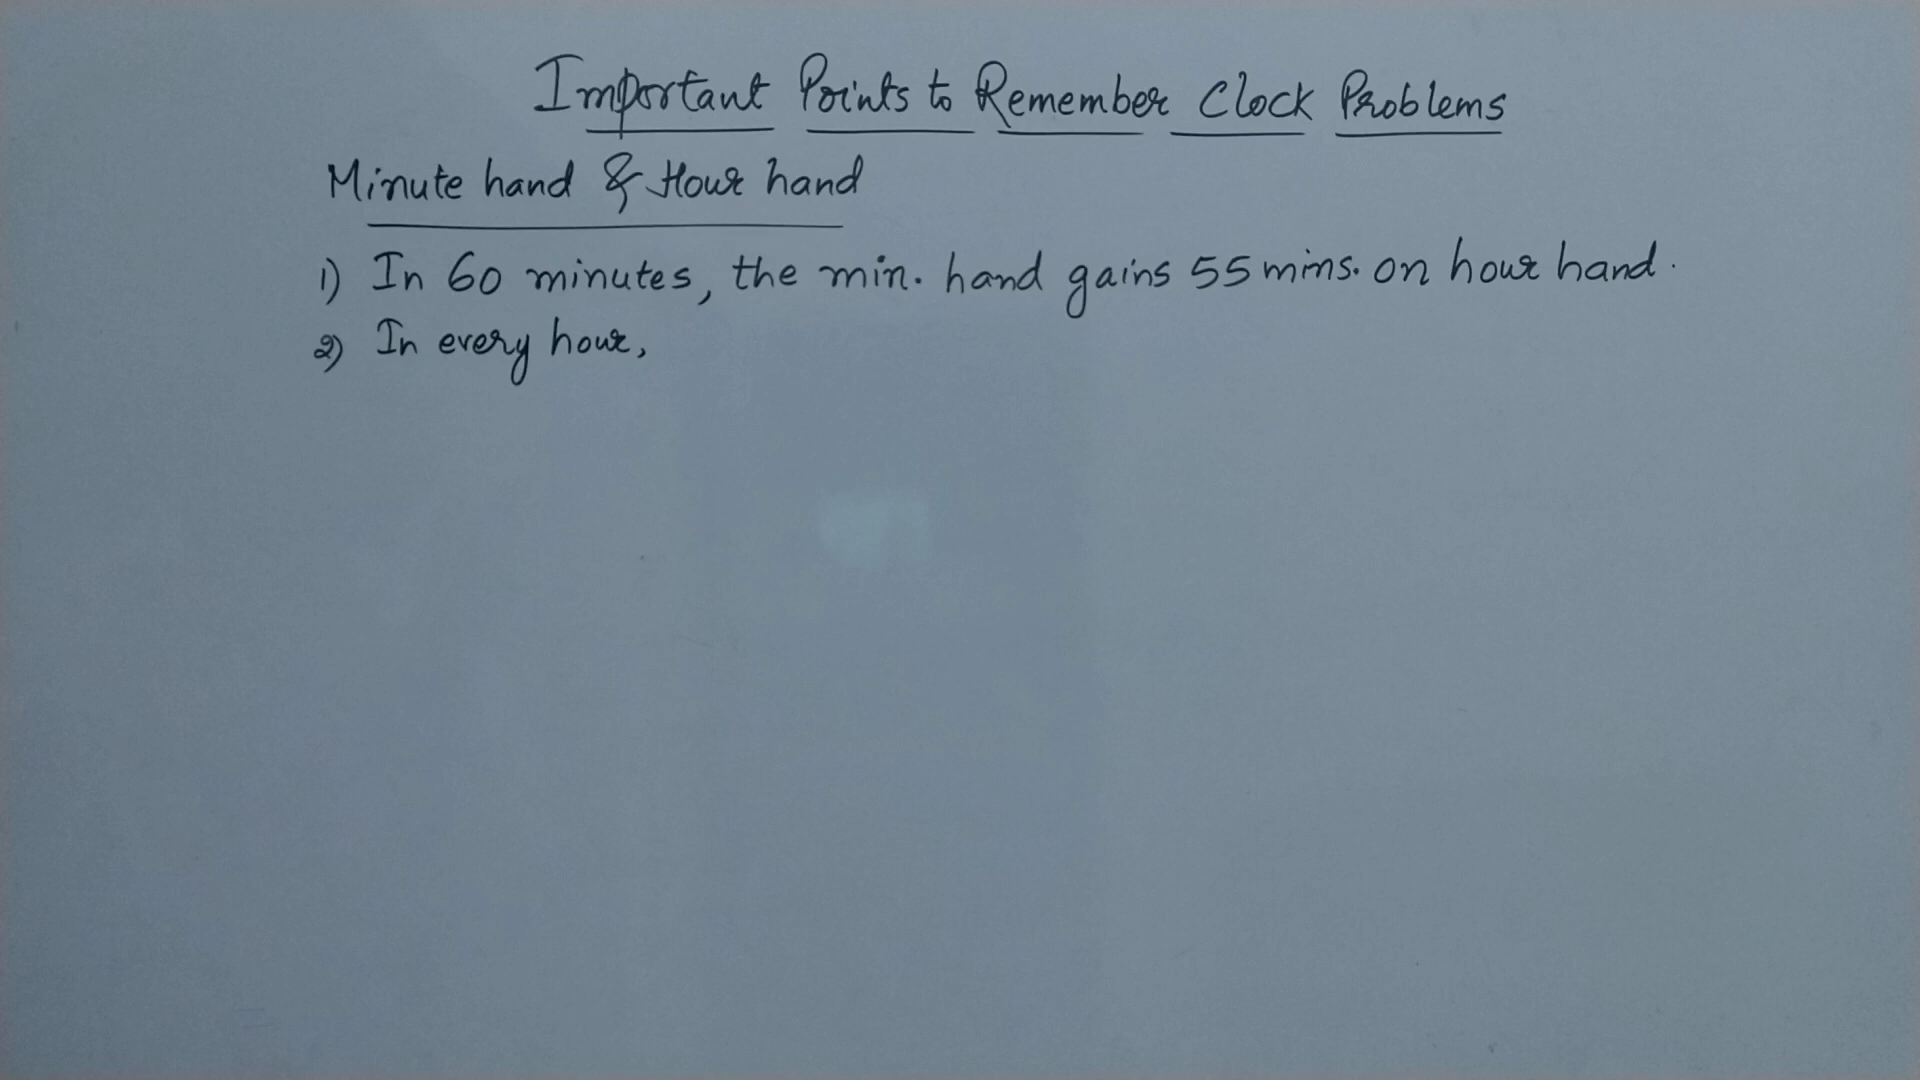 Important Points to Remember Clock Problems
Minute hand & Hour hand
1) In 60 minutes, the min. hand gains 55 mins. on hour hand.
2) In every hour,